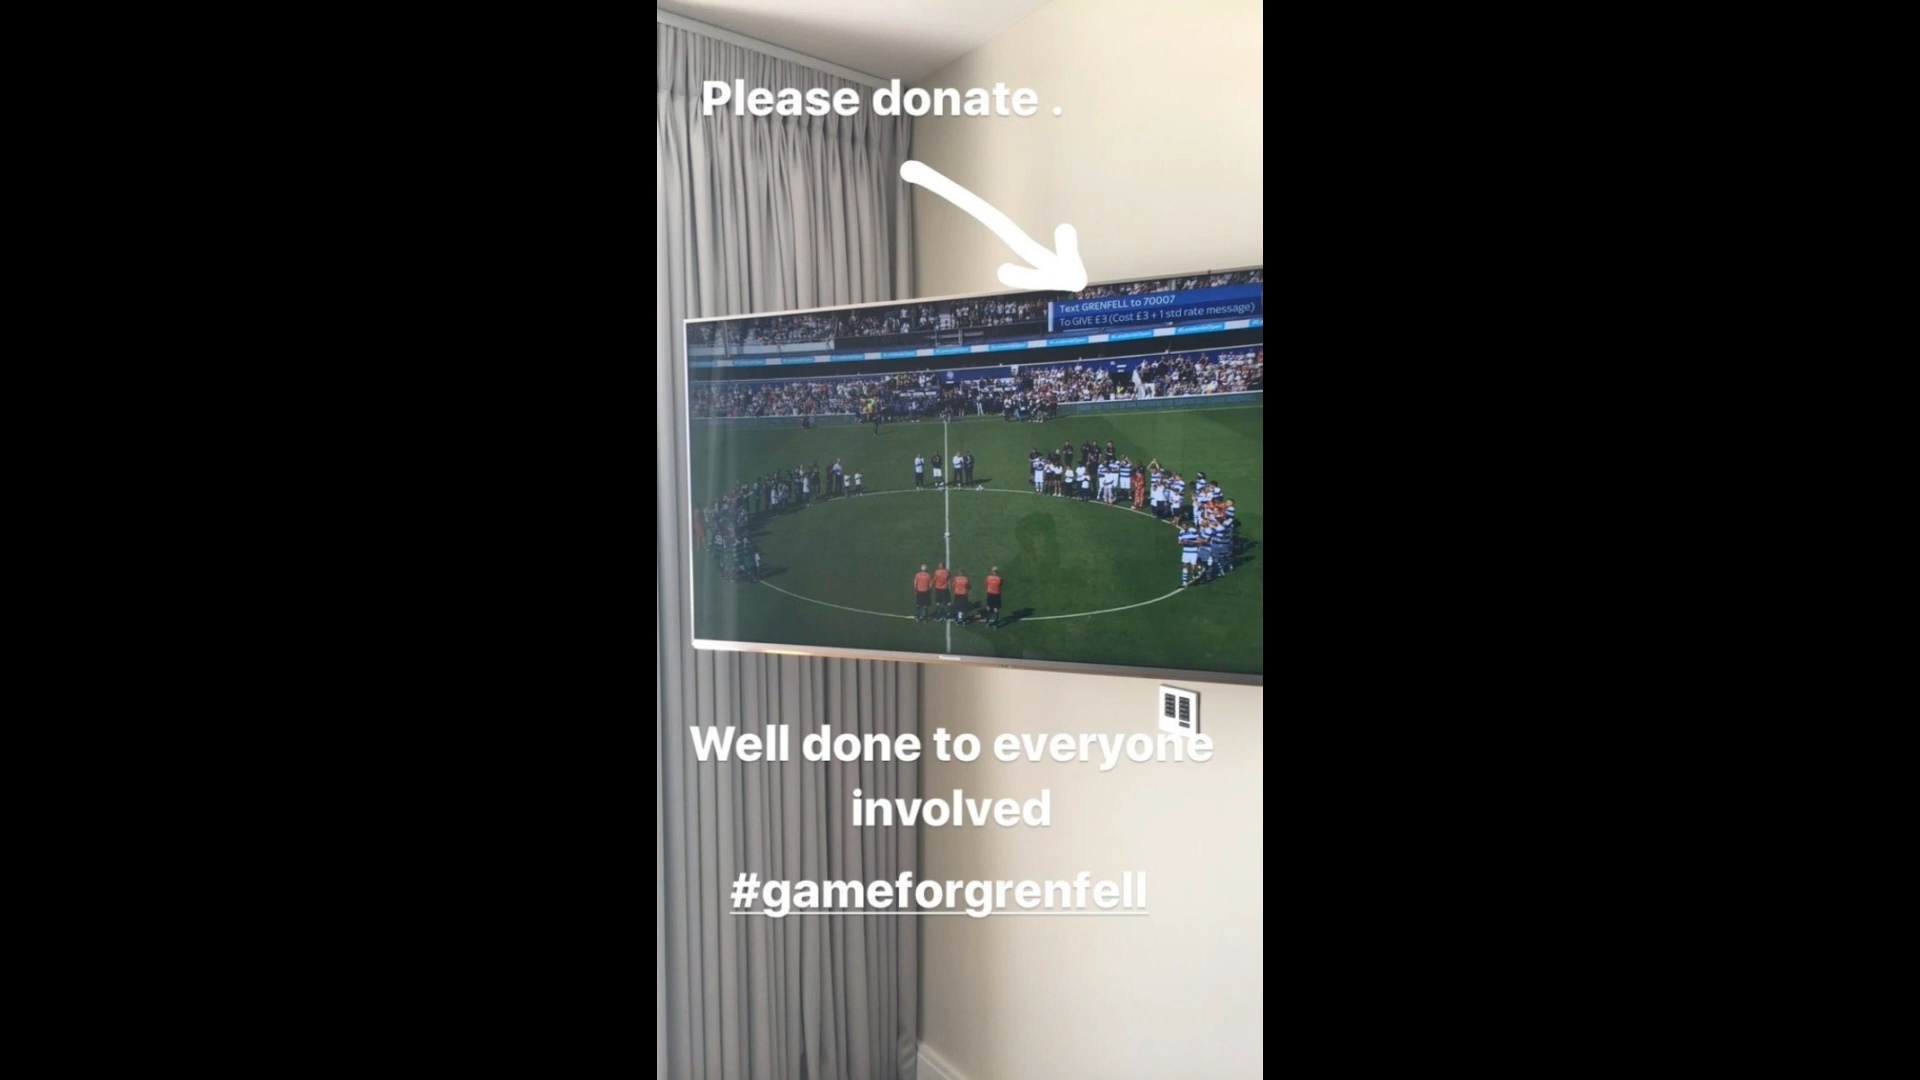 Please donate .
Text GRENFELL to 70007
To GIVE £3 (Cost £3 + 1 std rate message)
Well done to everyone
involved
#gameforgrenfell